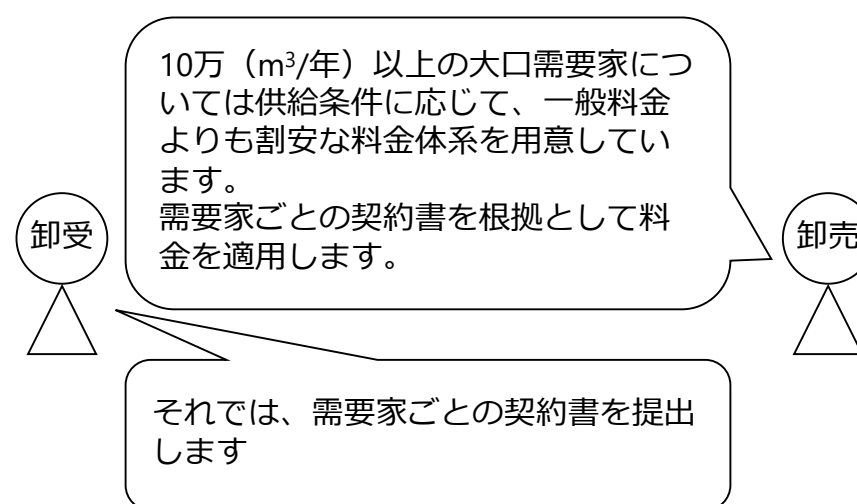 10万（m³/年）以上の大口需要家につ
いては供給条件に応じて、一般料金
よりも割安な料金体系を用意してい
ます。
需要家ごとの契約書を根拠として料
金を適用します。
卸受
卸売
それでは、需要家ごとの契約書を提出
します